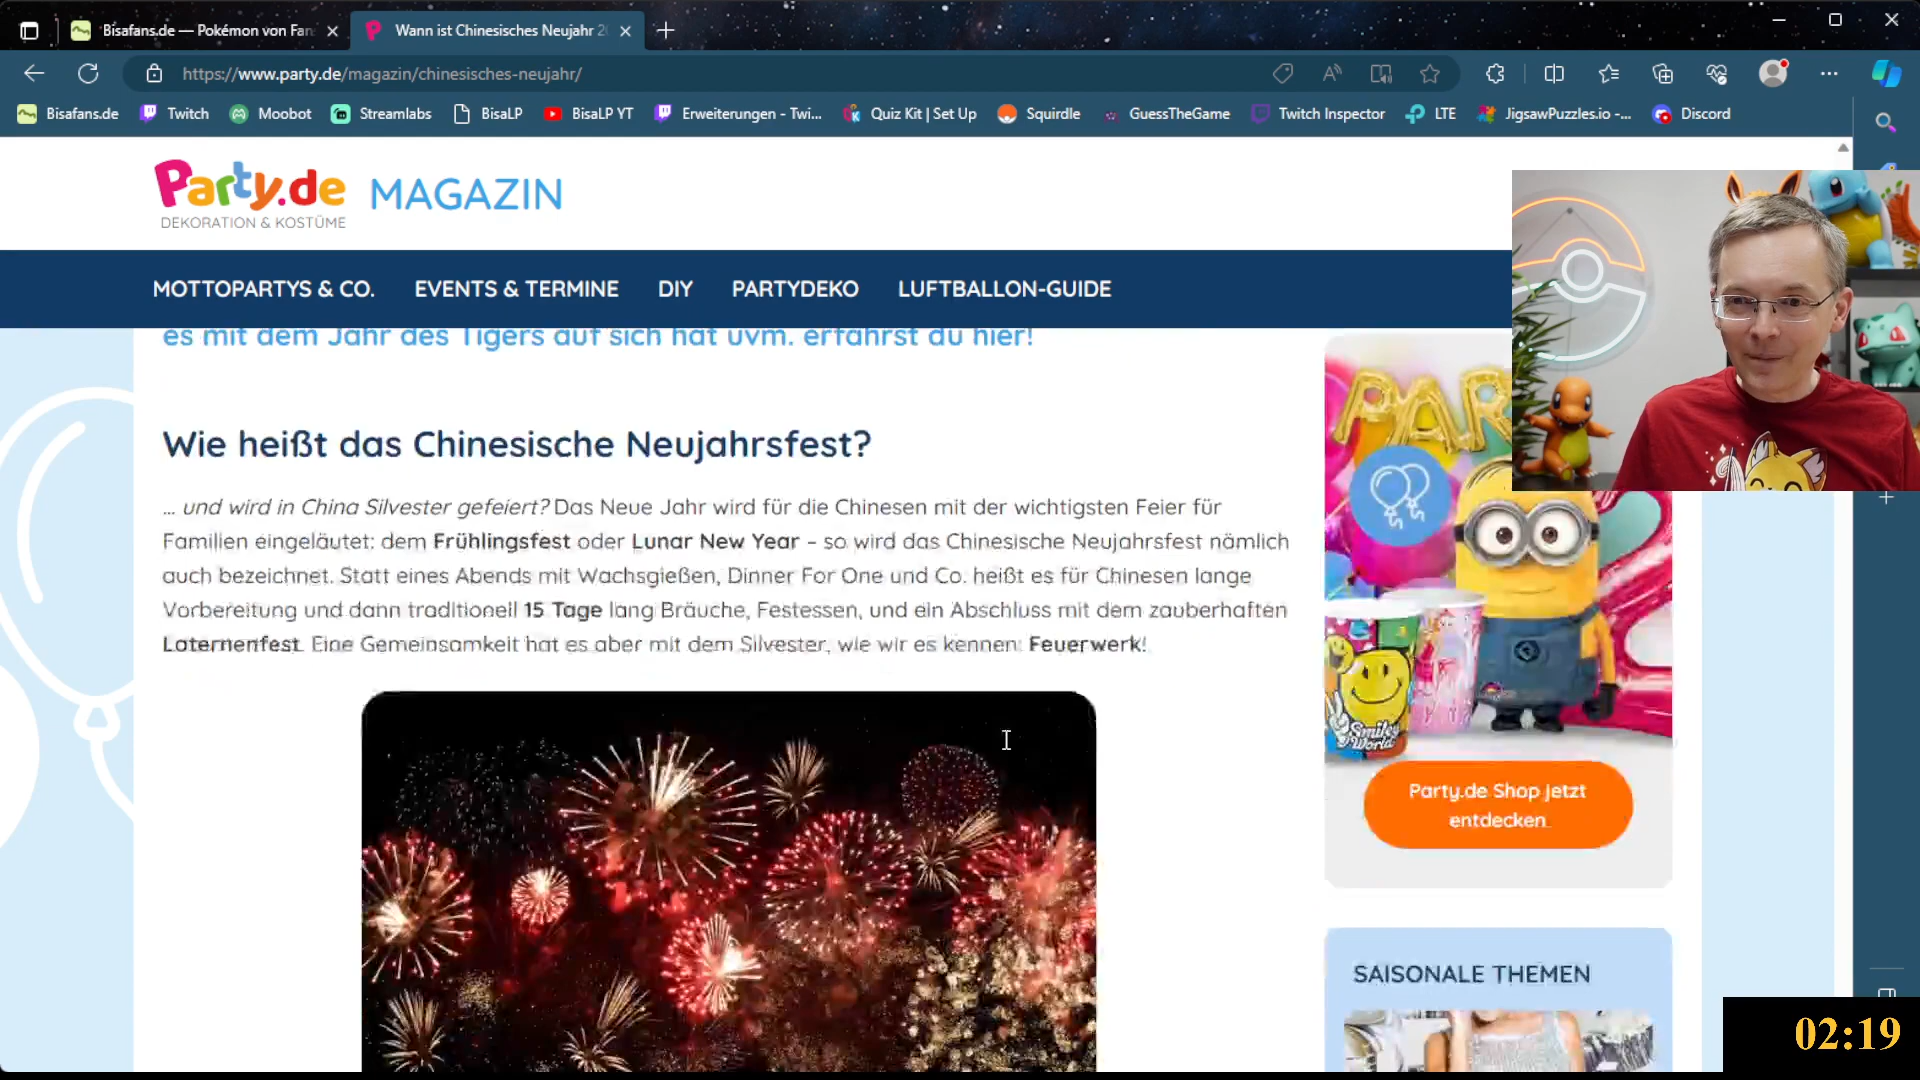 Bisafans.de — Pokémon von Fan
Wann ist Chinesisches Neujahr 2
https://www.party.de/magazin/chinesisches-neujahr/
Bisafans.de
Twitch
Moobot
Streamlabs
BisaLP
BisaLP YT
Erweiterungen - Twi...
Quiz Kit | Set Up
Squirdle
GuessTheGame
Twitch Inspector
LTE
JigsawPuzzles.io -...
Discord
Party.de
DEKORATION & KOSTÜME
MAGAZIN
MOTTOPARTYS & CO.
EVENTS & TERMINE
DIY
PARTYDEKO
LUFTBALLON-GUIDE
es mit dem Jahr des Tigers auf sich hat uvm. erfährst du hier!
Wie heißt das Chinesische Neujahrsfest?
... und wird in China Silvester gefeiert? Das Neue Jahr wird für die Chinesen mit der wichtigsten Feier für
Familien eingeläutet: dem Frühlingsfest oder Lunar New Year – so wird das Chinesische Neujahrsfest nämlich
auch bezeichnet. Statt eines Abends mit Wachsgießen, Dinner For One und Co. heißt es für Chinesen lange
Vorbereitung und dann traditionell 15 Tage lang Bräuche, Festessen, und ein Abschluss mit dem zauberhaften
Laternenfest. Eine Gemeinsamkeit hat es aber mit dem Silvester, wie wir es kennen: Feuerwerk!
PAR
Smiley
World
Party.de Shop jetzt
entdecken
SAISONALE THEMEN
02:19